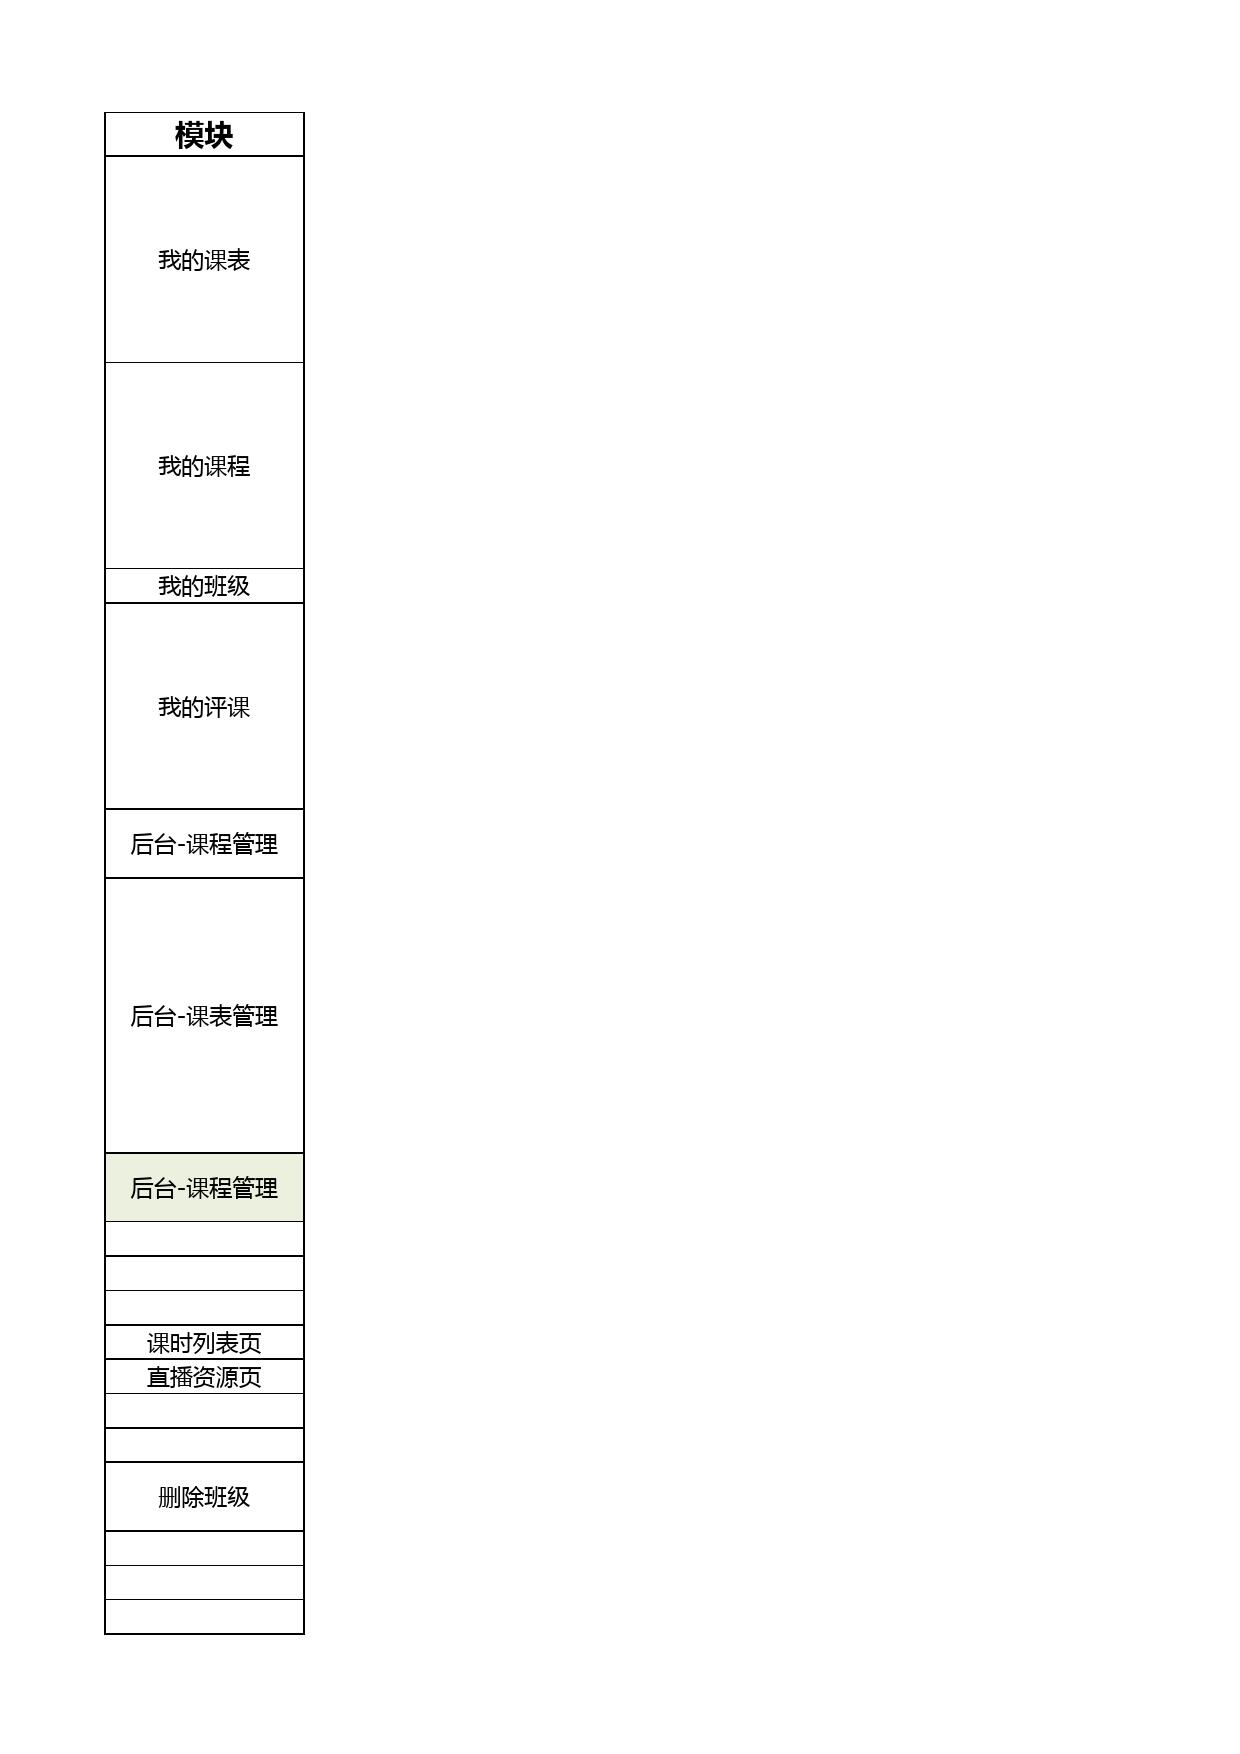 模块
我的课表
我的课程
我的班级
我的评课
后台-课程管理
后台-课表管理
后台-课程管理
课时列表页
直播资源页
删除班级